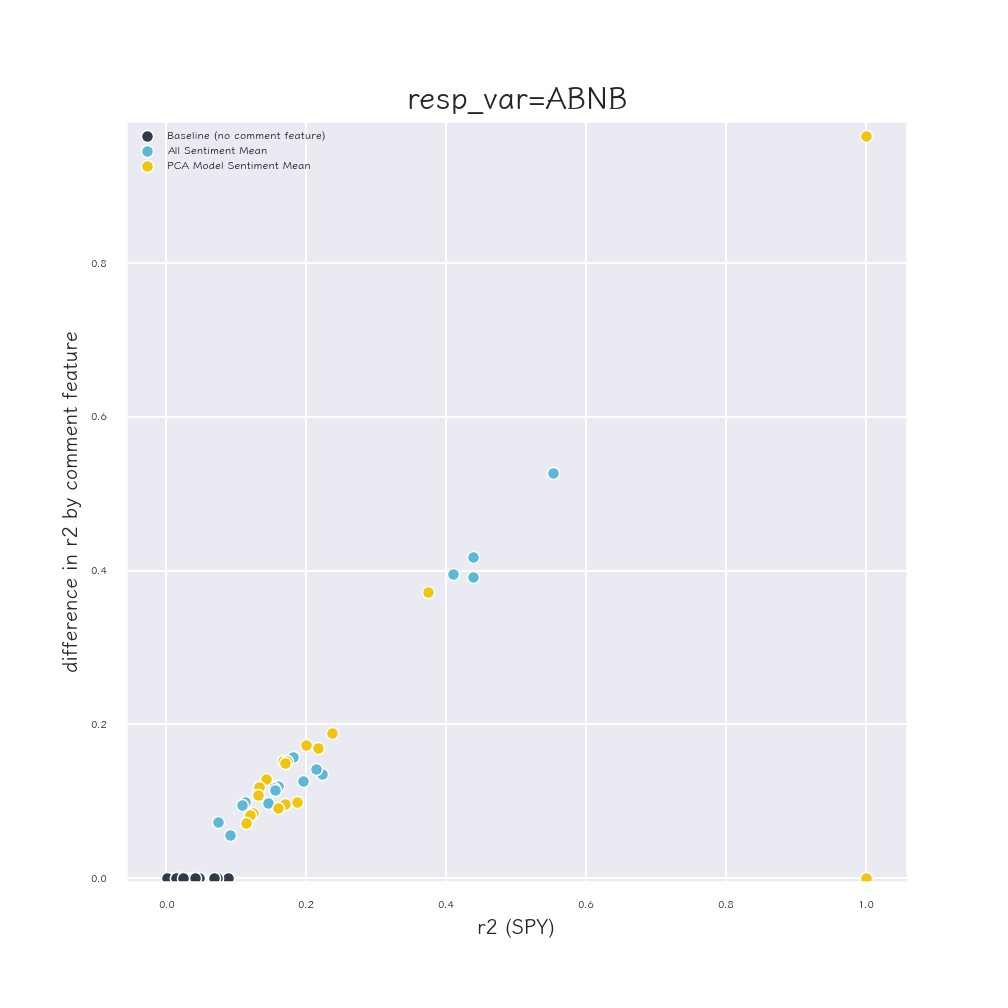 resp_var=ABNB
Baseline (no comment feature)
All Sentiment Mean
PCA Model Sentiment Mean
difference in r2 by comment feature
0.8
0.6
0.4
0.2
0.0
0.0 0.2 0.4 0.6 0.8 1.0
r2 (SPY)